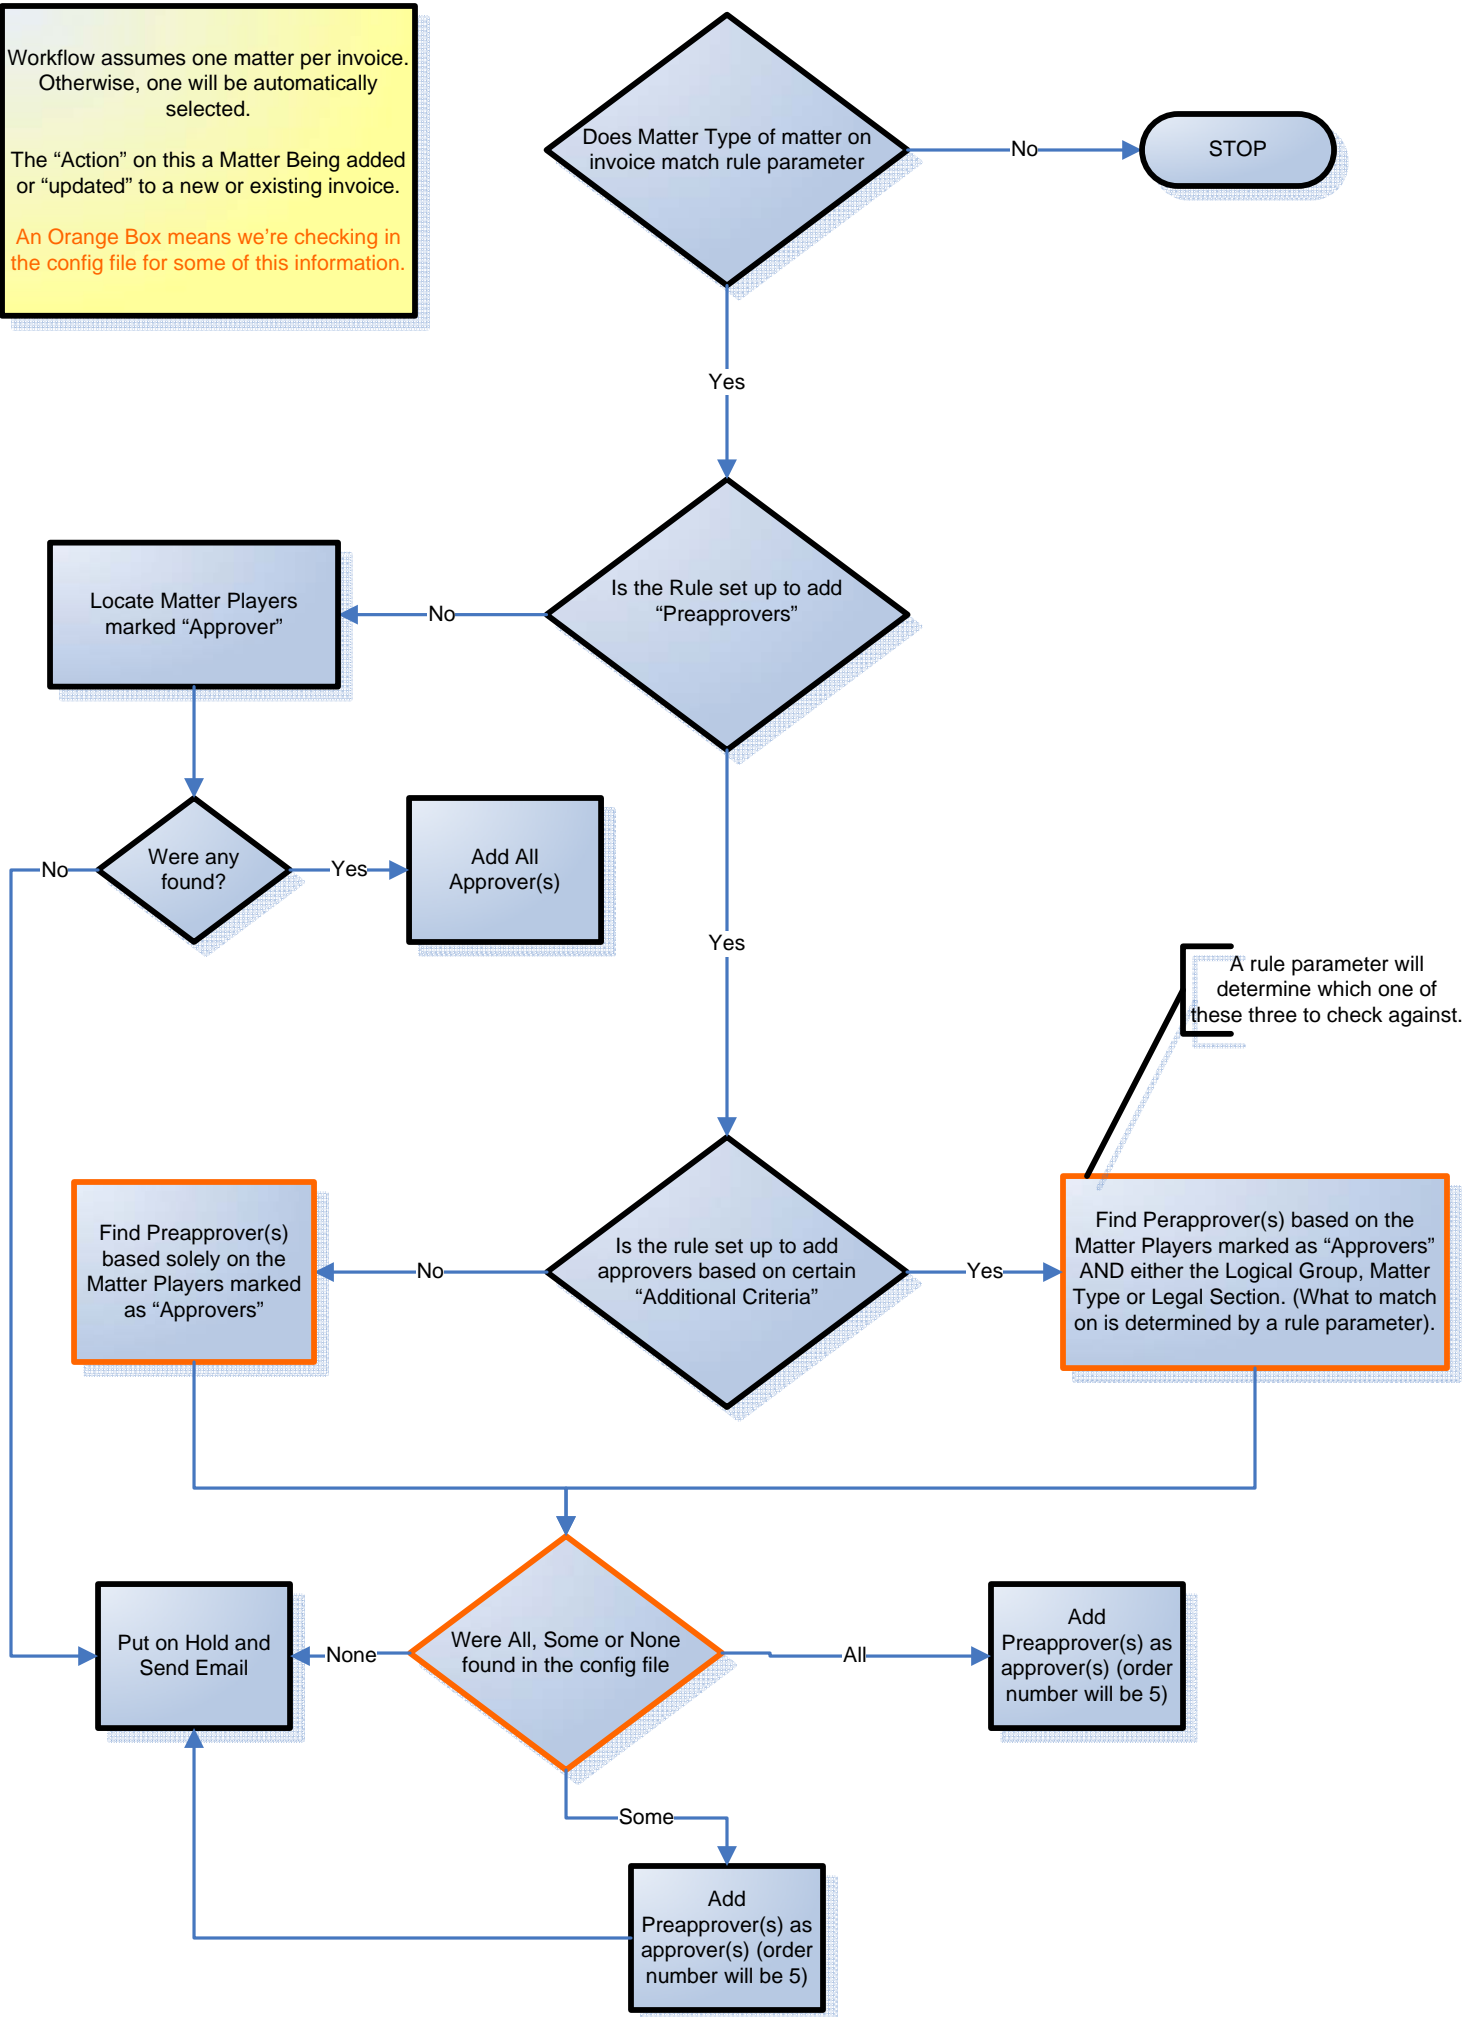 Workflow assumes one matter per invoice.
Otherwise, one will be automatically
selected.
The “Action” on this a Matter Being added
or “updated” to a new or existing invoice.
An Orange Box means we’re checking in
the config file for some of this information.
Does Matter Type of matter on
invoice match rule parameter
No
STOP
Yes
Is the Rule set up to add
“Preapprovers”
No
Locate Matter Players
marked “Approver”
Were any
found?
No
Yes
Add All
Approver(s)
Yes
A rule parameter will
determine which one of
these three to check against.
Is the rule set up to add
approvers based on certain
“Additional Criteria”
No
Find Preapprover(s)
based solely on the
Matter Players marked
as “Approvers”
Yes
Find Perapprover(s) based on the
Matter Players marked as “Approvers”
AND either the Logical Group, Matter
Type or Legal Section. (What to match
on is determined by a rule parameter).
Were All, Some or None
found in the config file
None
Put on Hold and
Send Email
All
Add
Preapprover(s) as
approver(s) (order
number will be 5)
Some
Add
Preapprover(s) as
approver(s) (order
number will be 5)